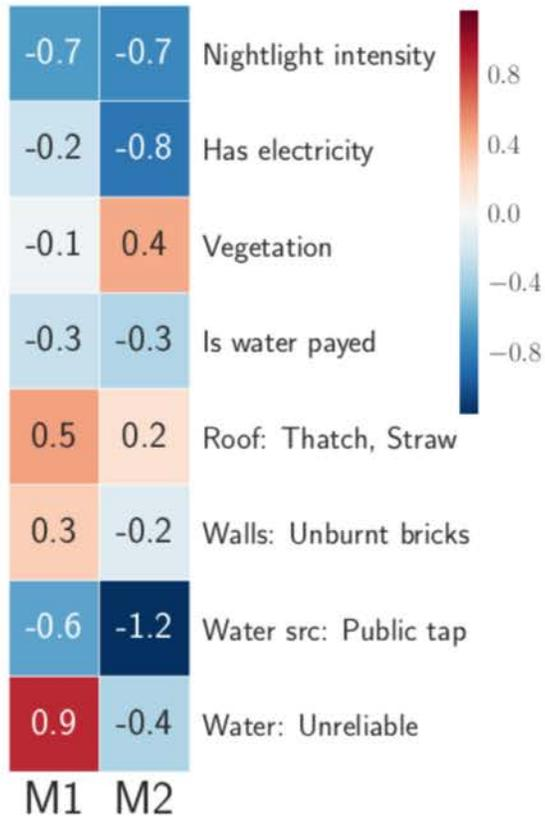 -0.7 -0.7 Nightlight intensity
-0.2 -0.8 Has electricity
-0.1 0.4 Vegetation
-0.3 -0.3 Is water payed
0.5 0.2 Roof: Thatch, Straw
0.3 -0.2 Walls: Unburnt bricks
-0.6 -1.2 Water src: Public tap
0.9 -0.4 Water: Unreliable
M1 M2
0.8
0.4
0.0
−0.4
−0.8